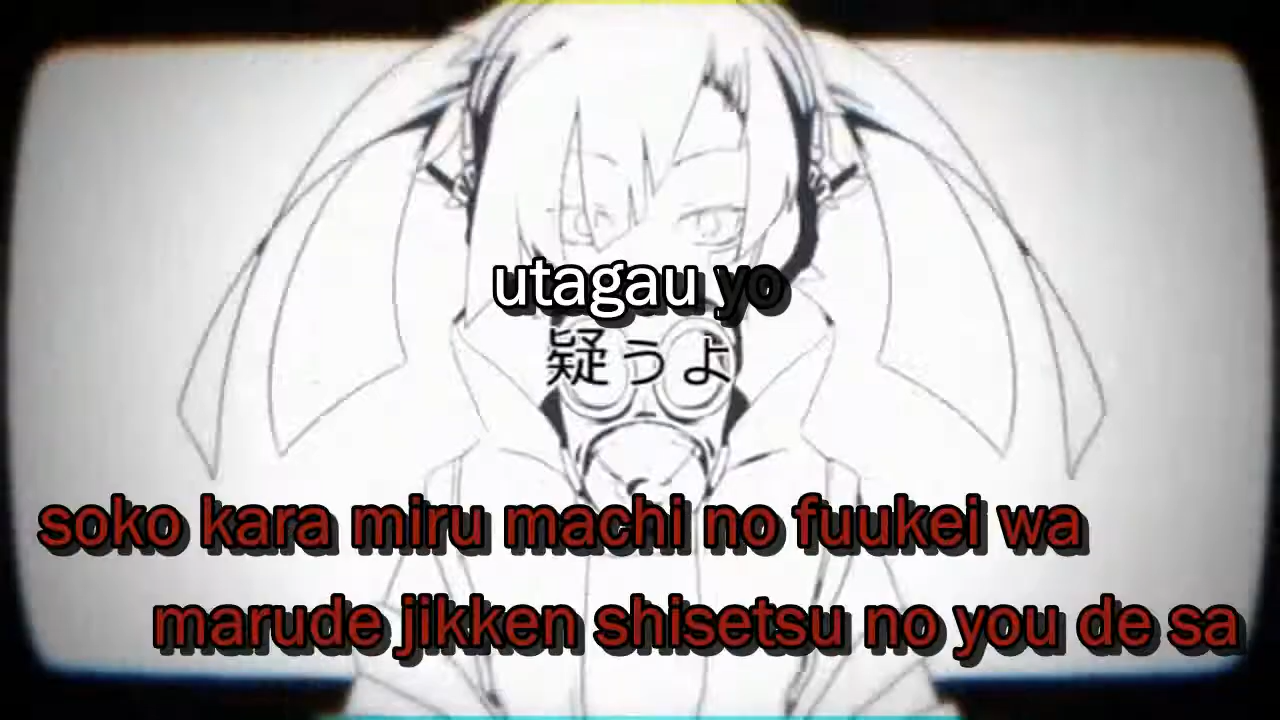 utagau yo
疑うよ
soko kara miru machi no fuukei wa
marude jikken shisetsu no you de sa